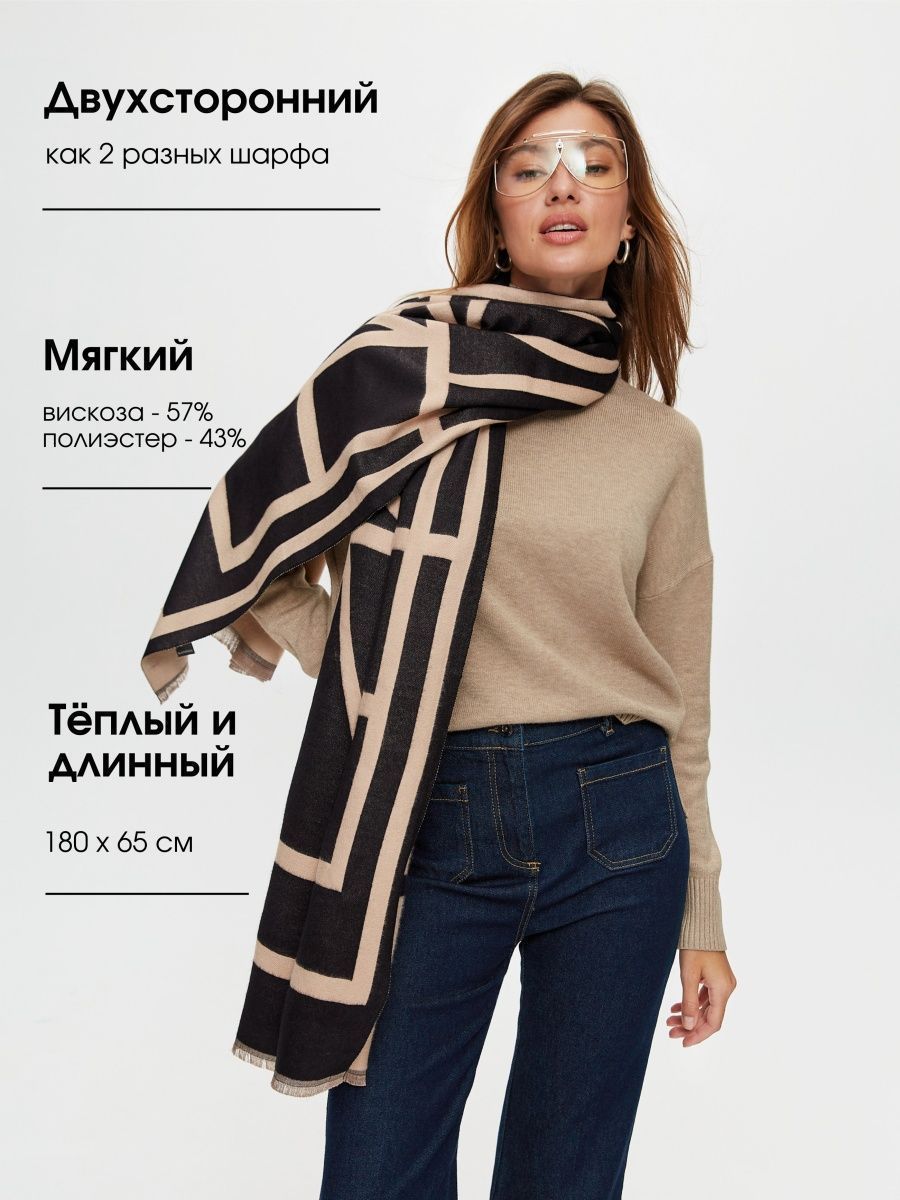 Двухсторонний
как 2 разных шарфа
Мягкий
вискоза - 57%
полиэстер - 43%
Тёплый и
длинный
180 х 65 см